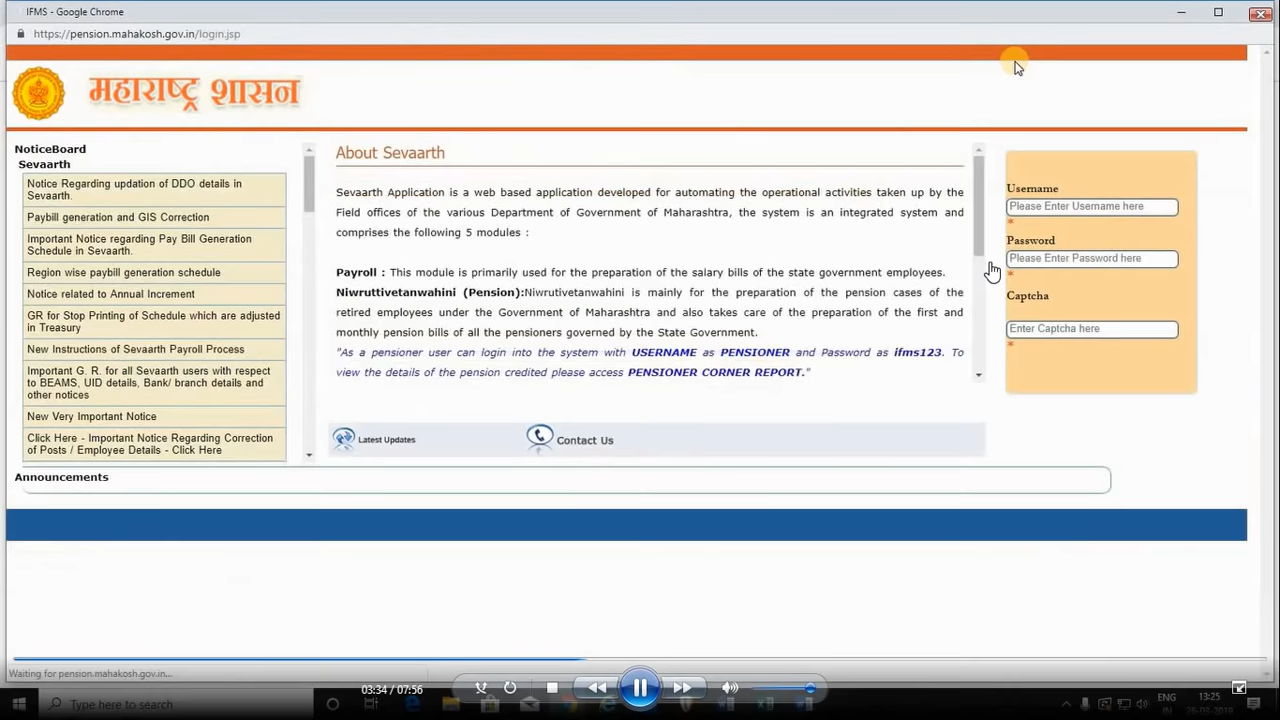 IFMS - Google Chrome
https://pension.mahakosh.gov.in/login.jsp
महाराष्ट्र शासन
NoticeBoard
Sevaarth
Notice Regarding updation of DDO details in
Sevaarth.
Paybill generation and GIS Correction
Important Notice regarding Pay Bill Generation
Schedule in Sevaarth.
Region wise paybill generation schedule
Notice related to Annual Increment
GR for Stop Printing of Schedule which are adjusted
in Treasury
New Instructions of Sevaarth Payroll Process
Important G. R. for all Sevaarth users with respect
to BEAMS, UID details, Bank/ branch details and
other notices
New Very Important Notice
Click Here - Important Notice Regarding Correction
of Posts / Employee Details - Click Here
About Sevaarth
Sevaarth Application is a web based application developed for automating the operational activities taken up by the
Field offices of the various Department of Government of Maharashtra, the system is an integrated system and
comprises the following 5 modules :
Payroll : This module is primarily used for the preparation of the salary bills of the state government employees.
Niwruttivetanwahini (Pension):Niwrutivetanwahini is mainly for the preparation of the pension cases of the
retired employees under the Government of Maharashtra and also takes care of the preparation of the first and
monthly pension bills of all the pensioners governed by the State Government.
"As a pensioner user can login into the system with USERNAME as PENSIONER and Password as ifms123. To
view the details of the pension credited please access PENSIONER CORNER REPORT."
Latest Updates
Contact Us
Username
Please Enter Username here
*
Password
Please Enter Password here
*
Captcha
Enter Captcha here
*
Announcements
Waiting for pension.mahakosh.gov.in...
03:34 / 07:56
Type here to search
ENG
IN
13:25
26-08-2019